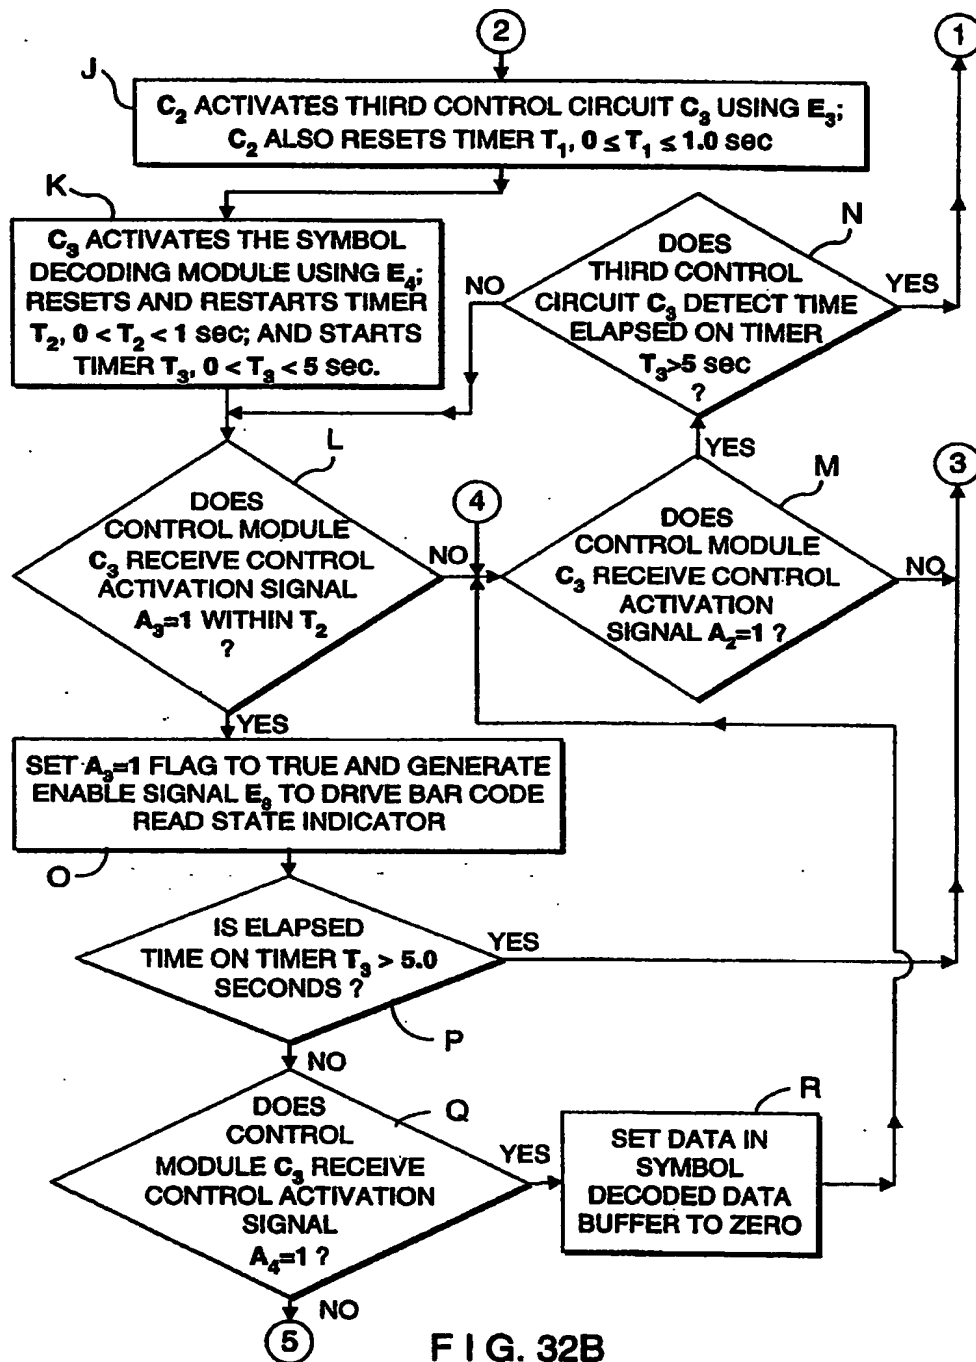 2
1
J
C2 ACTIVATES THIRD CONTROL CIRCUIT C3 USING E3;
C2 ALSO RESETS TIMER T1, 0 ≤ T1 ≤ 1.0 sec
K
C3 ACTIVATES THE SYMBOL
DECODING MODULE USING E4;
RESETS AND RESTARTS TIMER
T2, 0 < T2 < 1 sec; AND STARTS
TIMER T3, 0 < T3 < 5 sec.
N
DOES
THIRD CONTROL
CIRCUIT C3 DETECT TIME
ELAPSED ON TIMER
T3>5 sec
?
NO
YES
L
DOES
CONTROL MODULE
C3 RECEIVE CONTROL
ACTIVATION SIGNAL
A3=1 WITHIN T2
?
NO
YES
4
YES
M
3
DOES
CONTROL MODULE
C3 RECEIVE CONTROL
ACTIVATION
SIGNAL A2=1 ?
NO
SET A3=1 FLAG TO TRUE AND GENERATE
ENABLE SIGNAL E8 TO DRIVE BAR CODE
READ STATE INDICATOR
O
IS ELAPSED
TIME ON TIMER T3 > 5.0
SECONDS ?
YES
P
NO
DOES
CONTROL
MODULE C3 RECEIVE
CONTROL ACTIVATION
SIGNAL
A4=1 ?
Q
YES
R
SET DATA IN
SYMBOL
DECODED DATA
BUFFER TO ZERO
NO
5
FIG. 32B